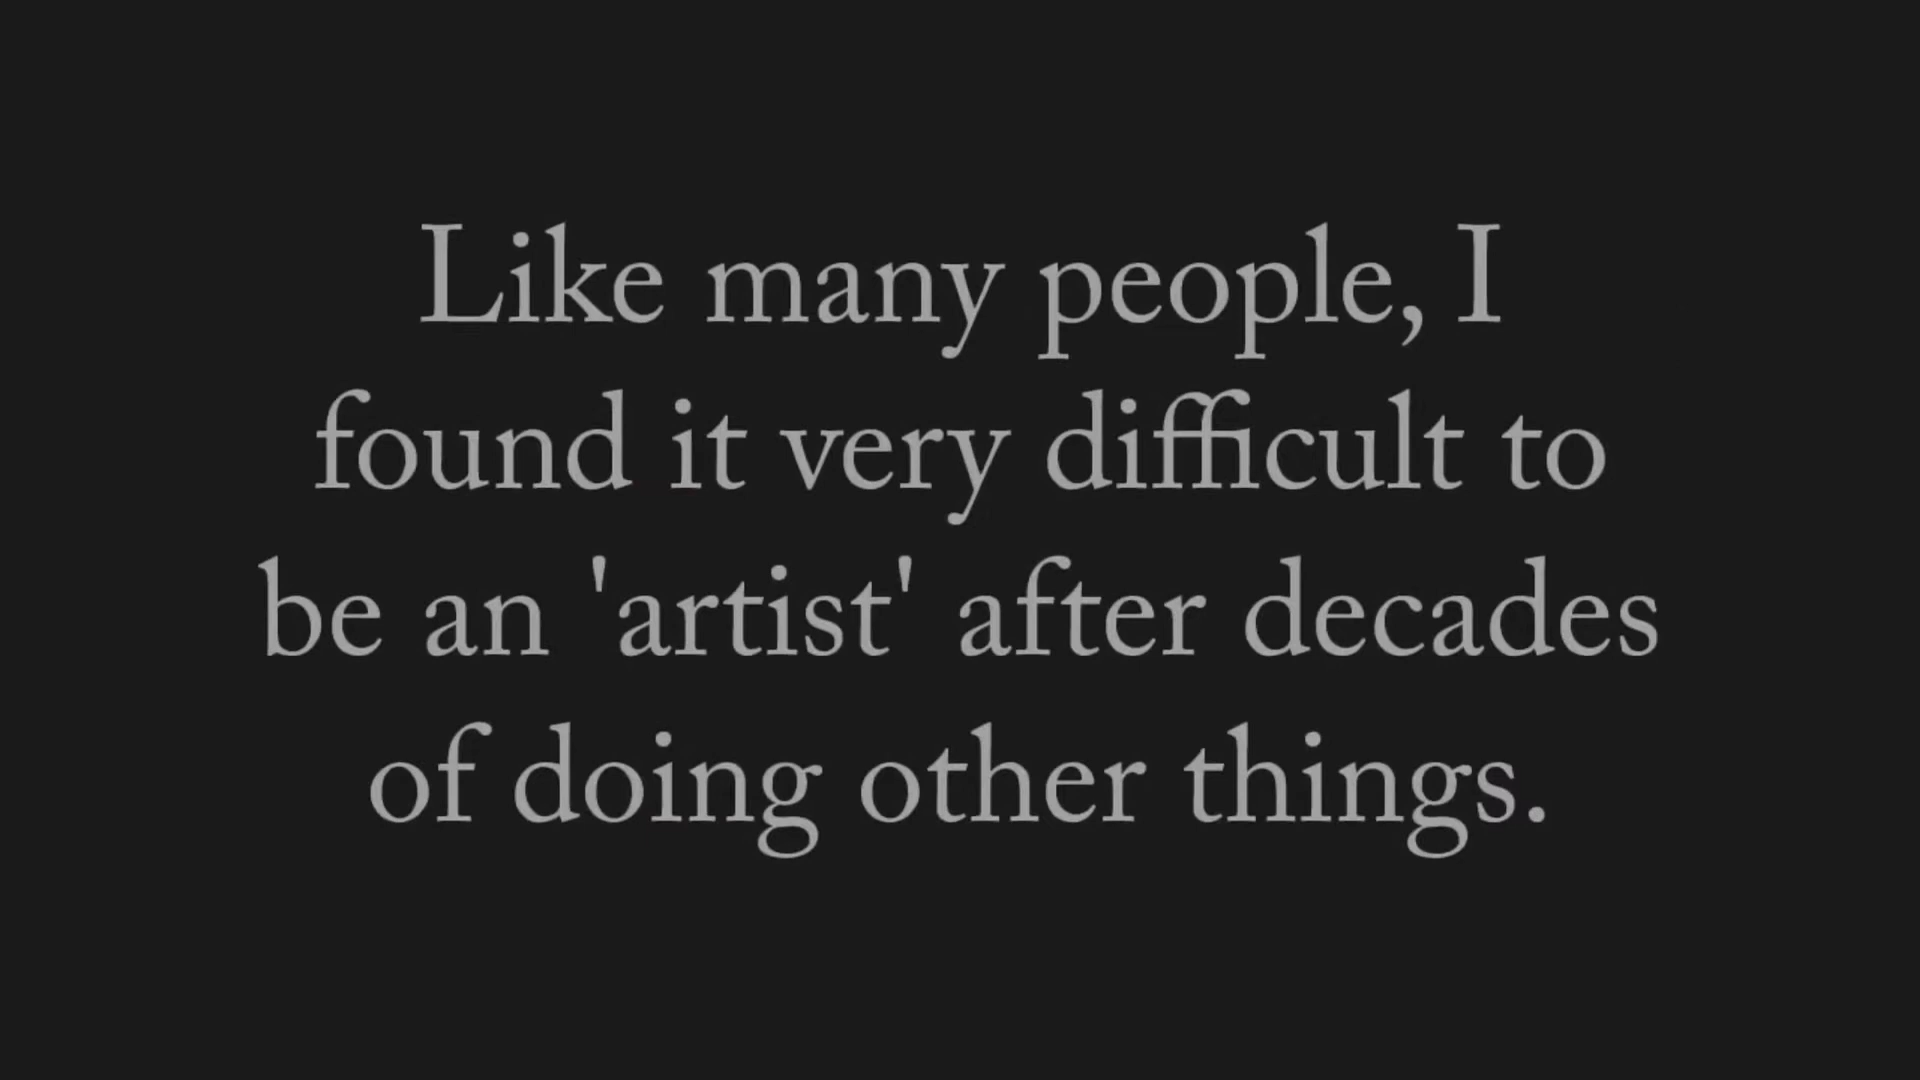 Like many people, I
found it very difficult to
be an 'artist' after decades
of doing other things.